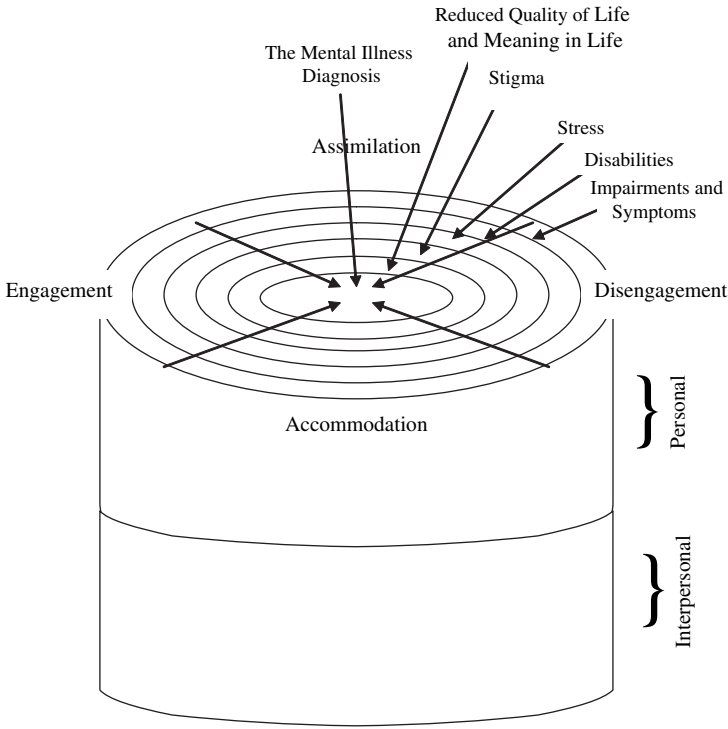 Reduced Quality of Life
and Meaning in Life
The Mental Illness
Diagnosis
Stigma
Stress
Assimilation
Disabilities
Impairments and
Symptoms
Engagement
Disengagement
Accommodation
Personal
Interpersonal